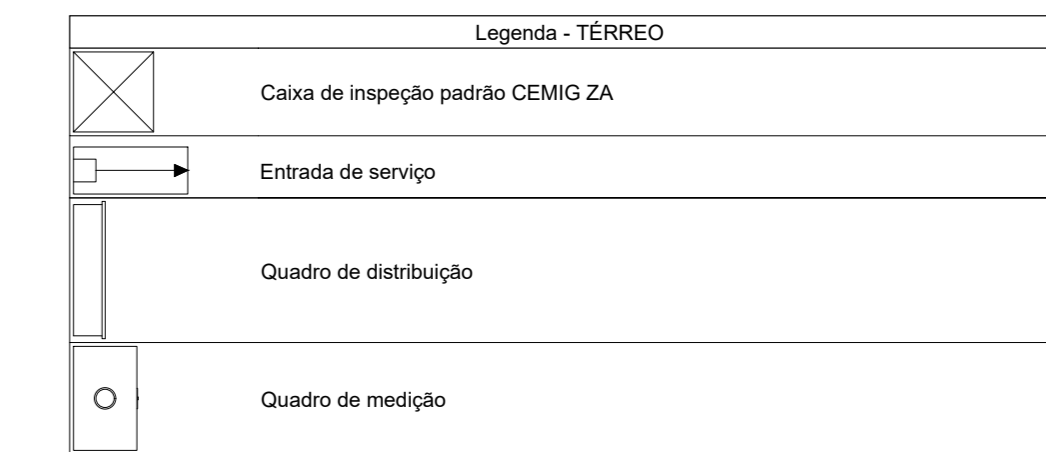 Legenda - TÉRREO
Caixa de inspeção padrão CEMIG ZA
Entrada de serviço
Quadro de distribuição
Quadro de medição